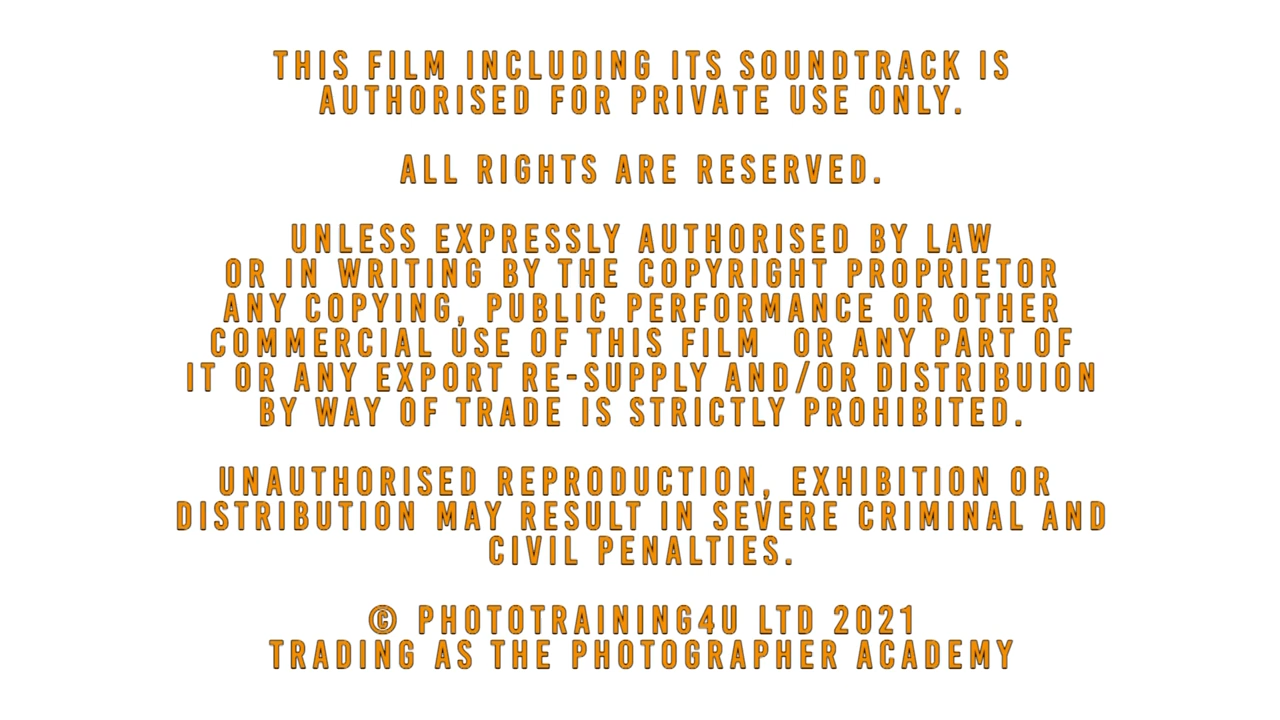 THIS FILM INCLUDING ITS SOUNDTRACK IS
AUTHORISED FOR PRIVATE USE ONLY.
ALL RIGHTS ARE RESERVED.
UNLESS EXPRESSLY AUTHORISED BY LAW
OR IN WRITING BY THE COPYRIGHT PROPRIETOR
ANY COPYING, PUBLIC PERFORMANCE OR OTHER
COMMERCIAL USE OF THIS FILM OR ANY PART OF
IT OR ANY EXPORT RE-SUPPLY AND/OR DISTRIBUION
BY WAY OF TRADE IS STRICTLY PROHIBITED.
UNAUTHORISED REPRODUCTION, EXHIBITION OR
DISTRIBUTION MAY RESULT IN SEVERE CRIMINAL AND
CIVIL PENALTIES.
© PHOTOTRAINING4U LTD 2021
TRADING AS THE PHOTOGRAPHER ACADEMY